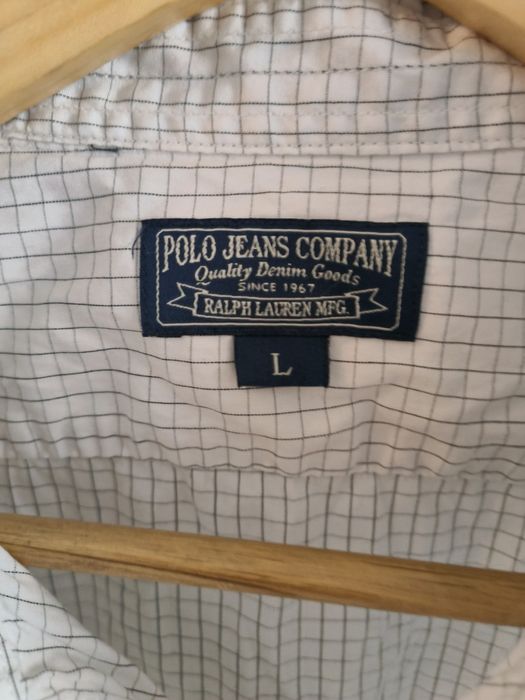 POLO JEANS COMPANY
Quality Denim Goods
SINCE 1967
RALPH LAUREN MFG.
L